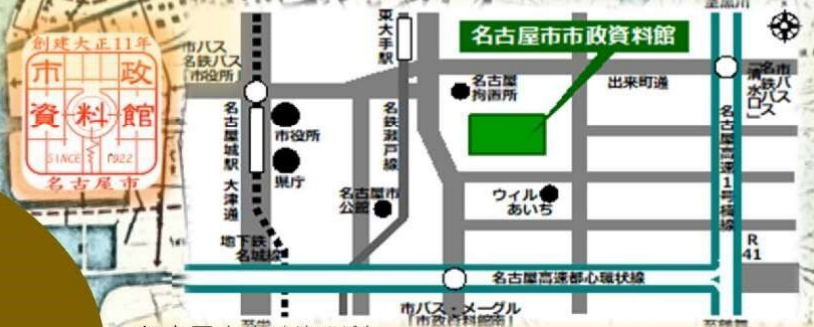 創建大正11年
市政
資料館
SINCE 1922
名古屋市
市バス
名鉄バス
「市役所」
東大手駅
名古屋市市政資料館
至黒川
名古屋
拘置所
出来町通
市バス
名鉄バス
「清水口」
名古屋城駅
大津通
市役所
県庁
名鉄瀬戸線
名古屋市
公館
ウィル
あいち
名古屋高速1号楠線
R
41
地下鉄
名城線
名古屋高速都心環状線
市バス・メーグル
「市政資料館南」